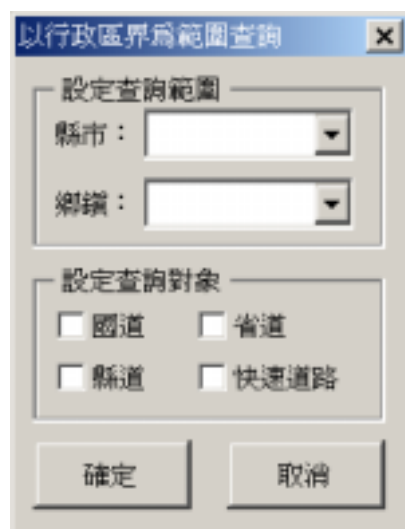 以行政區界為範圍查詢
設定查詢範圍
縣市：
鄉鎮：
設定查詢對象
國道 省道
縣道 快速道路
確定 取消